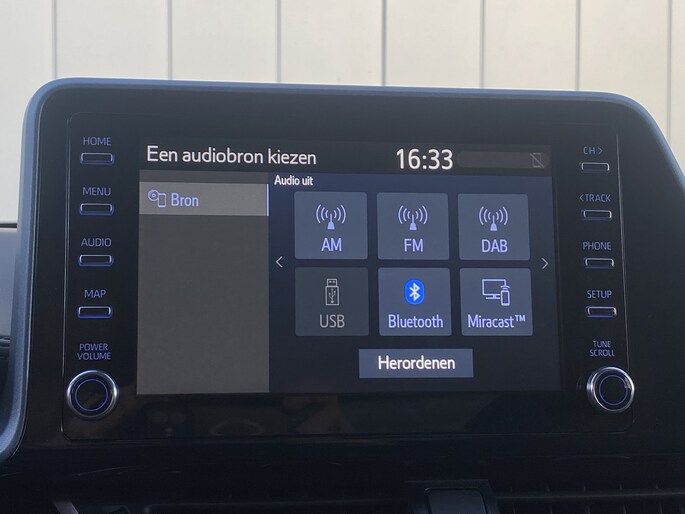 HOME
MENU
AUDIO
MAP
POWER
VOLUME
Een audiobron kiezen
16:33
Bron
Audio uit
AM
FM
DAB
<
>
USB
Bluetooth
Miracast™
Herordenen
CH >
< TRACK
PHONE
SETUP
TUNE
SCROLL